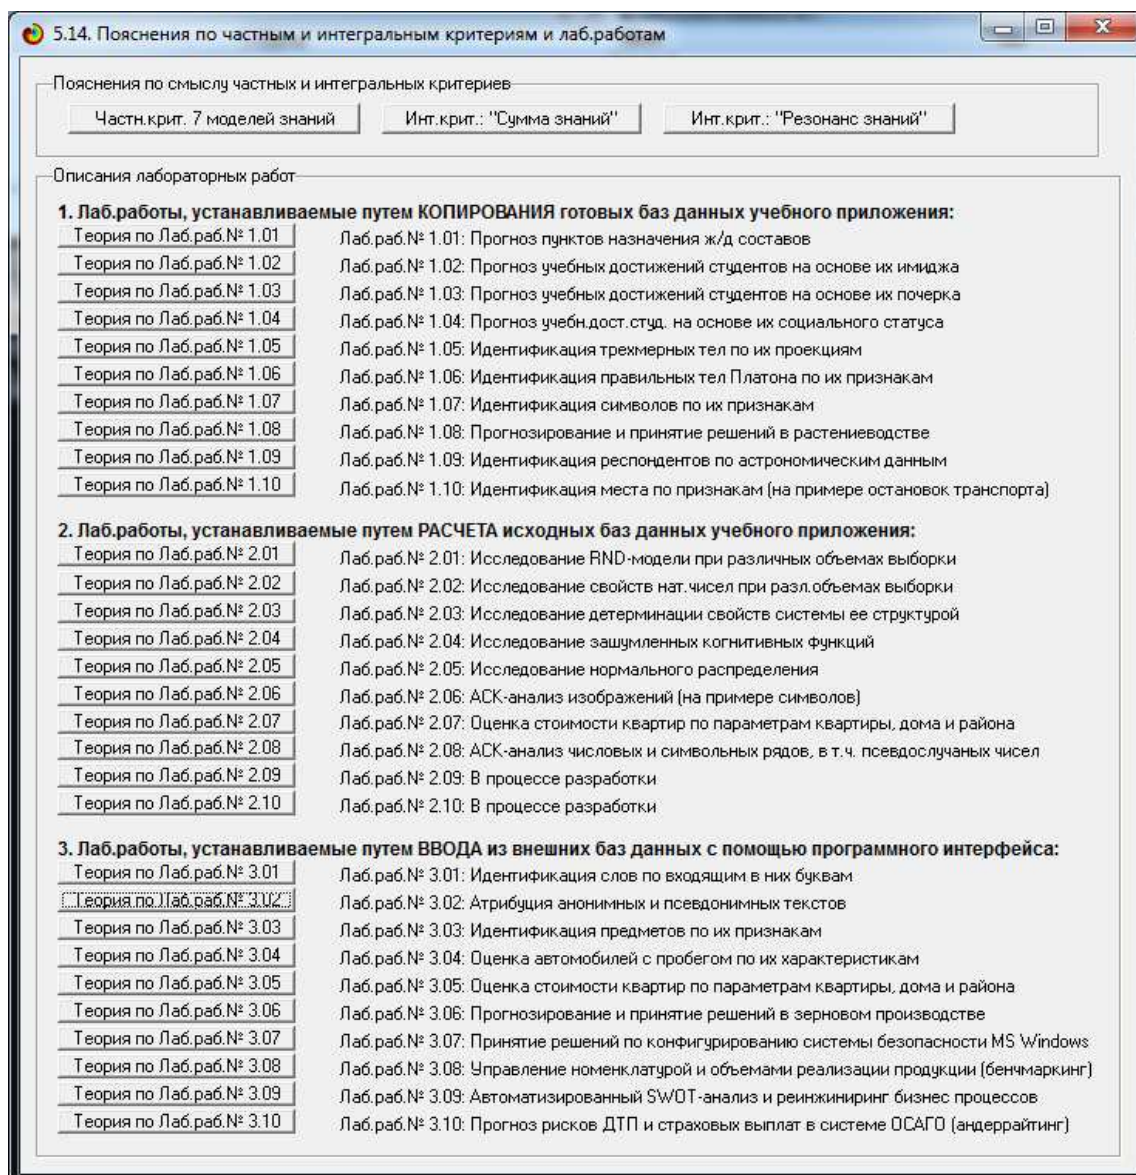 5.14. Пояснения по частным и интегральным критериям и лаб.работам
Пояснения по смыслу частных и интегральных критериев
Частн.крит. 7 моделей знаний Инт.крит.: "Сумма знаний" Инт.крит.: "Резонанс знаний"
Описания лабораторных работ
1. Лаб.работы, устанавливаемые путем КОПИРОВАНИЯ готовых баз данных учебного приложения:
Теория по Лаб.раб.№ 1.01 Лаб.раб.№ 1.01: Прогноз пунктов назначения ж/д составов
Теория по Лаб.раб.№ 1.02 Лаб.раб.№ 1.02: Прогноз учебных достижений студентов на основе их имиджа
Теория по Лаб.раб.№ 1.03 Лаб.раб.№ 1.03: Прогноз учебных достижений студентов на основе их почерка
Теория по Лаб.раб.№ 1.04 Лаб.раб.№ 1.04: Прогноз учебн.дост.студ. на основе их социального статуса
Теория по Лаб.раб.№ 1.05 Лаб.раб.№ 1.05: Идентификация трехмерных тел по их проекциям
Теория по Лаб.раб.№ 1.06 Лаб.раб.№ 1.06: Идентификация правильных тел Платона по их признакам
Теория по Лаб.раб.№ 1.07 Лаб.раб.№ 1.07: Идентификация символов по их признакам
Теория по Лаб.раб.№ 1.08 Лаб.раб.№ 1.08: Прогнозирование и принятие решений в растениеводстве
Теория по Лаб.раб.№ 1.09 Лаб.раб.№ 1.09: Идентификация респондентов по астрономическим данным
Теория по Лаб.раб.№ 1.10 Лаб.раб.№ 1.10: Идентификация места по признакам (на примере остановок транспорта)
2. Лаб.работы, устанавливаемые путем РАСЧЕТА исходных баз данных учебного приложения:
Теория по Лаб.раб.№ 2.01 Лаб.раб.№ 2.01: Исследование RND-модели при различных объемах выборки
Теория по Лаб.раб.№ 2.02 Лаб.раб.№ 2.02: Исследование свойств нат.чисел при разл.объемах выборки
Теория по Лаб.раб.№ 2.03 Лаб.раб.№ 2.03: Исследование детерминации свойств системы ее структурой
Теория по Лаб.раб.№ 2.04 Лаб.раб.№ 2.04: Исследование зашумленных когнитивных функций
Теория по Лаб.раб.№ 2.05 Лаб.раб.№ 2.05: Исследование нормального распределения
Теория по Лаб.раб.№ 2.06 Лаб.раб.№ 2.06: АСК-анализ изображений (на примере символов)
Теория по Лаб.раб.№ 2.07 Лаб.раб.№ 2.07: Оценка стоимости квартир по параметрам квартиры, дома и района
Теория по Лаб.раб.№ 2.08 Лаб.раб.№ 2.08: АСК-анализ числовых и символьных рядов, в т.ч. псевдослучаных чисел
Теория по Лаб.раб.№ 2.09 Лаб.раб.№ 2.09: В процессе разработки
Теория по Лаб.раб.№ 2.10 Лаб.раб.№ 2.10: В процессе разработки
3. Лаб.работы, устанавливаемые путем ВВОДА из внешних баз данных с помощью программного интерфейса:
Теория по Лаб.раб.№ 3.01 Лаб.раб.№ 3.01: Идентификация слов по входящим в них буквам
Теория по Лаб.раб.№ 3.02 Лаб.раб.№ 3.02: Атрибуция анонимных и псевдонимных текстов
Теория по Лаб.раб.№ 3.03 Лаб.раб.№ 3.03: Идентификация предметов по их признакам
Теория по Лаб.раб.№ 3.04 Лаб.раб.№ 3.04: Оценка автомобилей с пробегом по их характеристикам
Теория по Лаб.раб.№ 3.05 Лаб.раб.№ 3.05: Оценка стоимости квартир по параметрам квартиры, дома и района
Теория по Лаб.раб.№ 3.06 Лаб.раб.№ 3.06: Прогнозирование и принятие решений в зерновом производстве
Теория по Лаб.раб.№ 3.07 Лаб.раб.№ 3.07: Принятие решений по конфигурированию системы безопасности MS Windows
Теория по Лаб.раб.№ 3.08 Лаб.раб.№ 3.08: Управление номенклатурой и объемами реализации продукции (бенчмаркинг)
Теория по Лаб.раб.№ 3.09 Лаб.раб.№ 3.09: Автоматизированный SWOT-анализ и реинжиниринг бизнес процессов
Теория по Лаб.раб.№ 3.10 Лаб.раб.№ 3.10: Прогноз рисков ДТП и страховых выплат в системе ОСАГО (андеррайтинг)